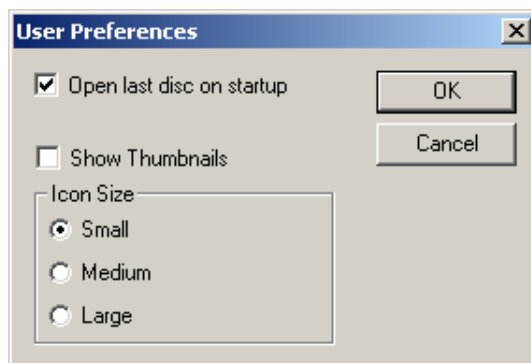 User Preferences
Open last disc on startup
OK
Cancel
Show Thumbnails
Icon Size
Small
Medium
Large